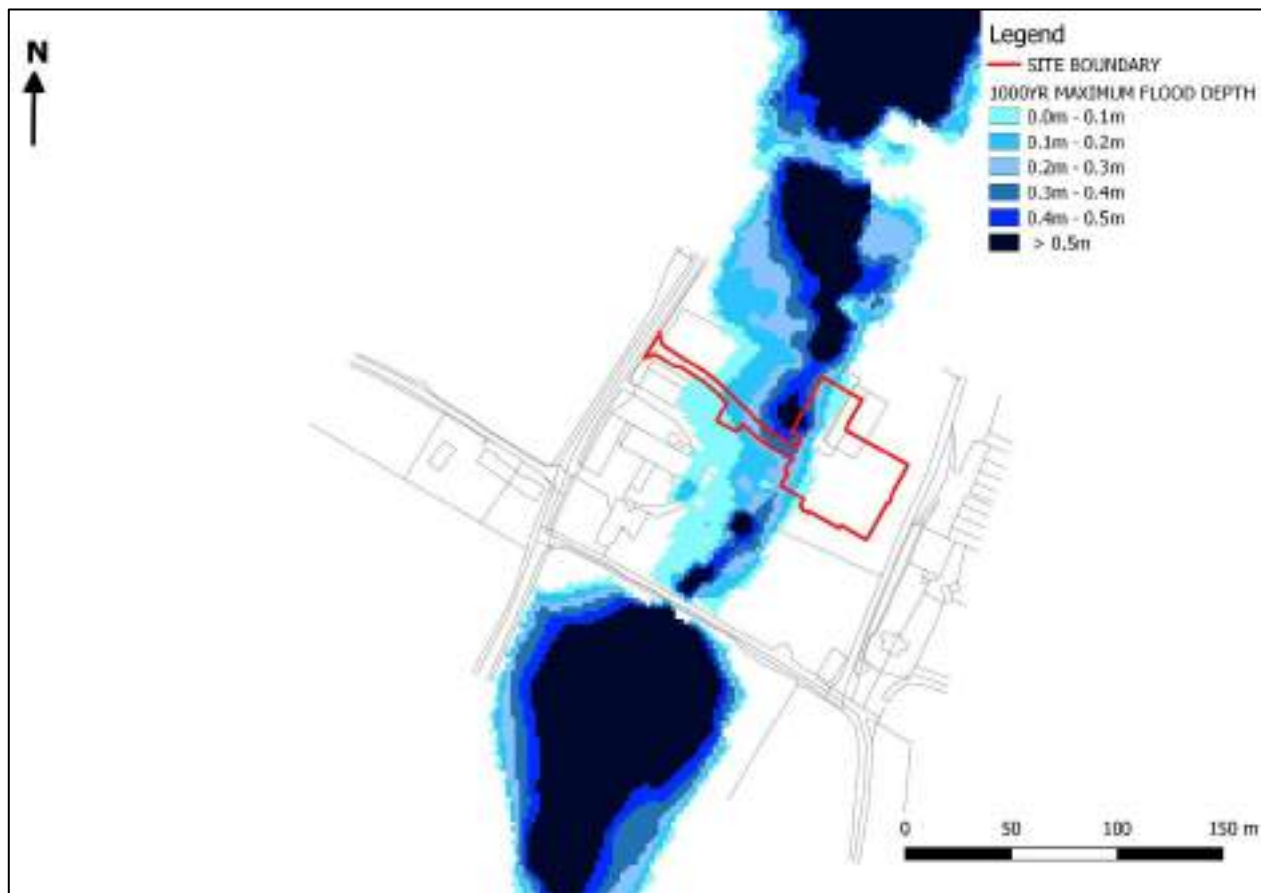 N
Legend
SITE BOUNDARY
1000YR MAXIMUM FLOOD DEPTH
0.0m - 0.1m
0.1m - 0.2m
0.2m - 0.3m
0.3m - 0.4m
0.4m - 0.5m
> 0.5m
0 50 100 150 m